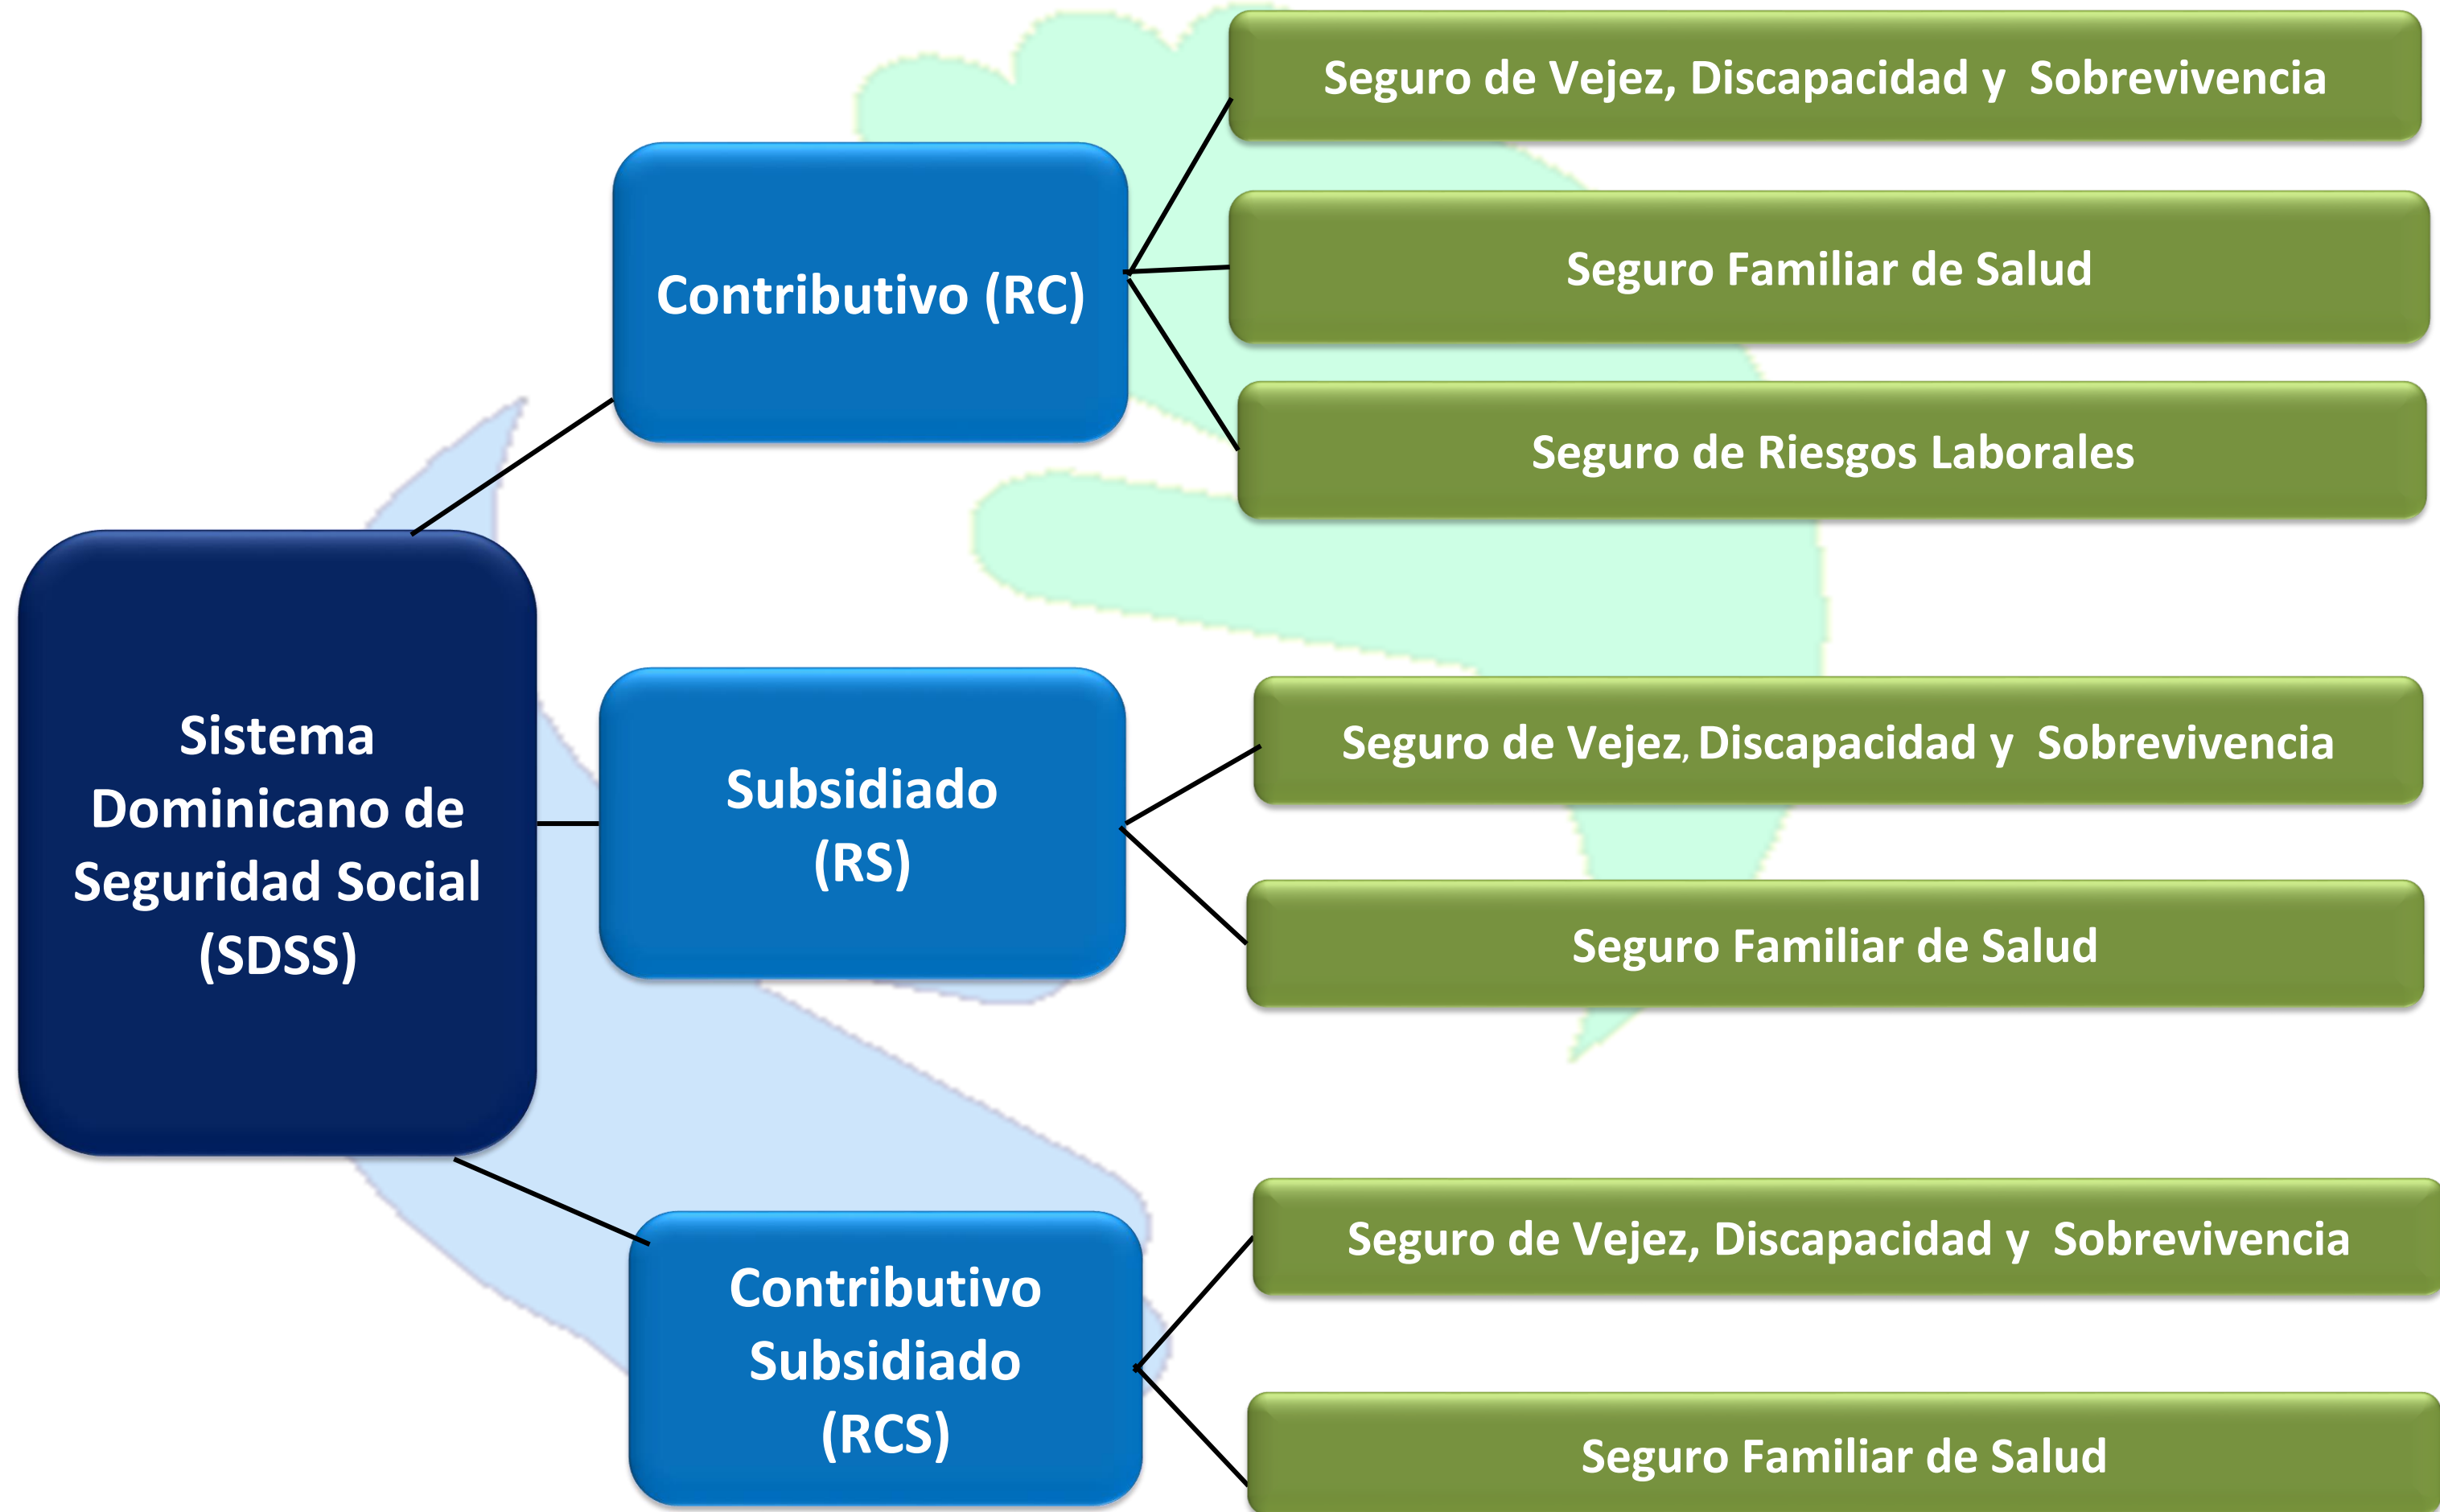 Sistema
Dominicano de
Seguridad Social
(SDSS)
Contributivo (RC)
Seguro de Vejez, Discapacidad y Sobrevivencia
Seguro Familiar de Salud
Seguro de Riesgos Laborales
Subsidiado
(RS)
Seguro de Vejez, Discapacidad y Sobrevivencia
Seguro Familiar de Salud
Contributivo
Subsidiado
(RCS)
Seguro de Vejez, Discapacidad y Sobrevivencia
Seguro Familiar de Salud